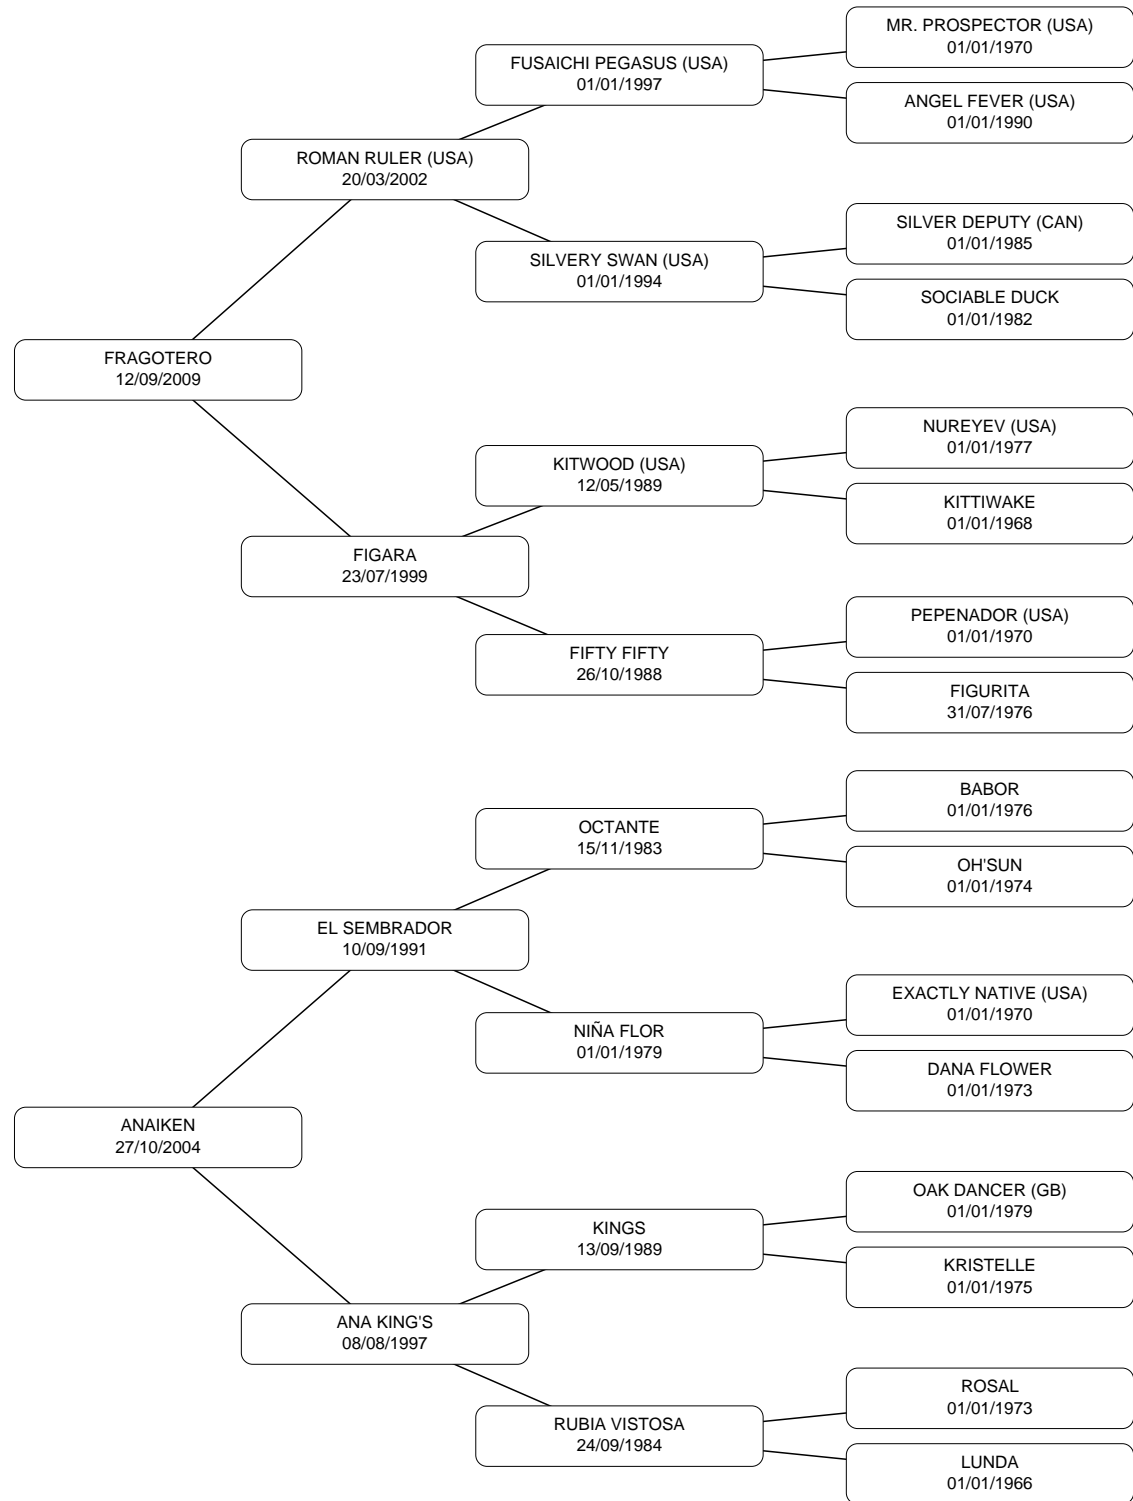 MR. PROSPECTOR (USA)
01/01/1970
FUSAICHI PEGASUS (USA)
01/01/1997
ANGEL FEVER (USA)
01/01/1990
ROMAN RULER (USA)
20/03/2002
SILVER DEPUTY (CAN)
01/01/1985
SILVERY SWAN (USA)
01/01/1994
SOCIABLE DUCK
01/01/1982
FRAGOTERO
12/09/2009
NUREYEV (USA)
01/01/1977
KITWOOD (USA)
12/05/1989
KITTIWAKE
01/01/1968
FIGARA
23/07/1999
PEPENADOR (USA)
01/01/1970
FIFTY FIFTY
26/10/1988
FIGURITA
31/07/1976
BABOR
01/01/1976
OCTANTE
15/11/1983
OH'SUN
01/01/1974
EL SEMBRADOR
10/09/1991
EXACTLY NATIVE (USA)
01/01/1970
NIÑA FLOR
01/01/1979
DANA FLOWER
01/01/1973
ANAIKEN
27/10/2004
OAK DANCER (GB)
01/01/1979
KINGS
13/09/1989
KRISTELLE
01/01/1975
ANA KING'S
08/08/1997
ROSAL
01/01/1973
RUBIA VISTOSA
24/09/1984
LUNDA
01/01/1966